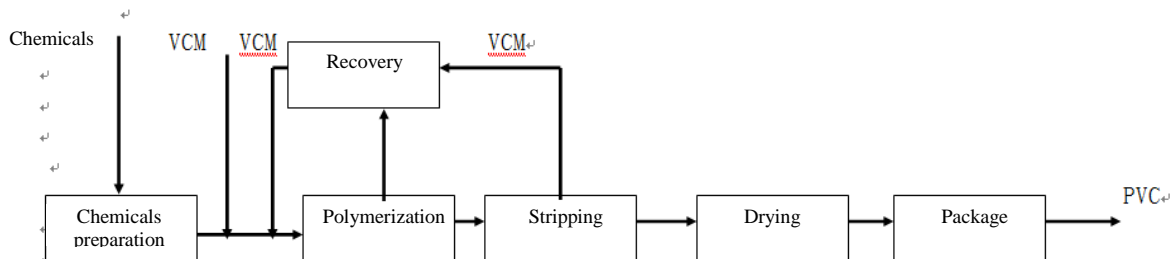 Chemicals
VCM
VCM
VCM
Recovery
Chemicals
preparation
Polymerization
Stripping
Drying
Package
PVC